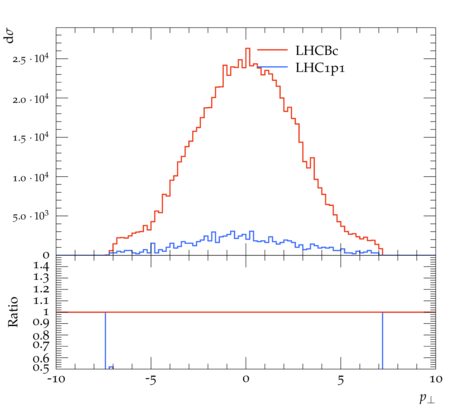 dσ
LHCBc
LHC1p1
2.5 · 10⁴
2.0 · 10⁴
1.5 · 10⁴
1.0 · 10⁴
5.0 · 10³
0
Ratio
1.4
1.3
1.2
1.1
1
0.9
0.8
0.7
0.6
0.5
-10 -5 0 5 10
p⊥